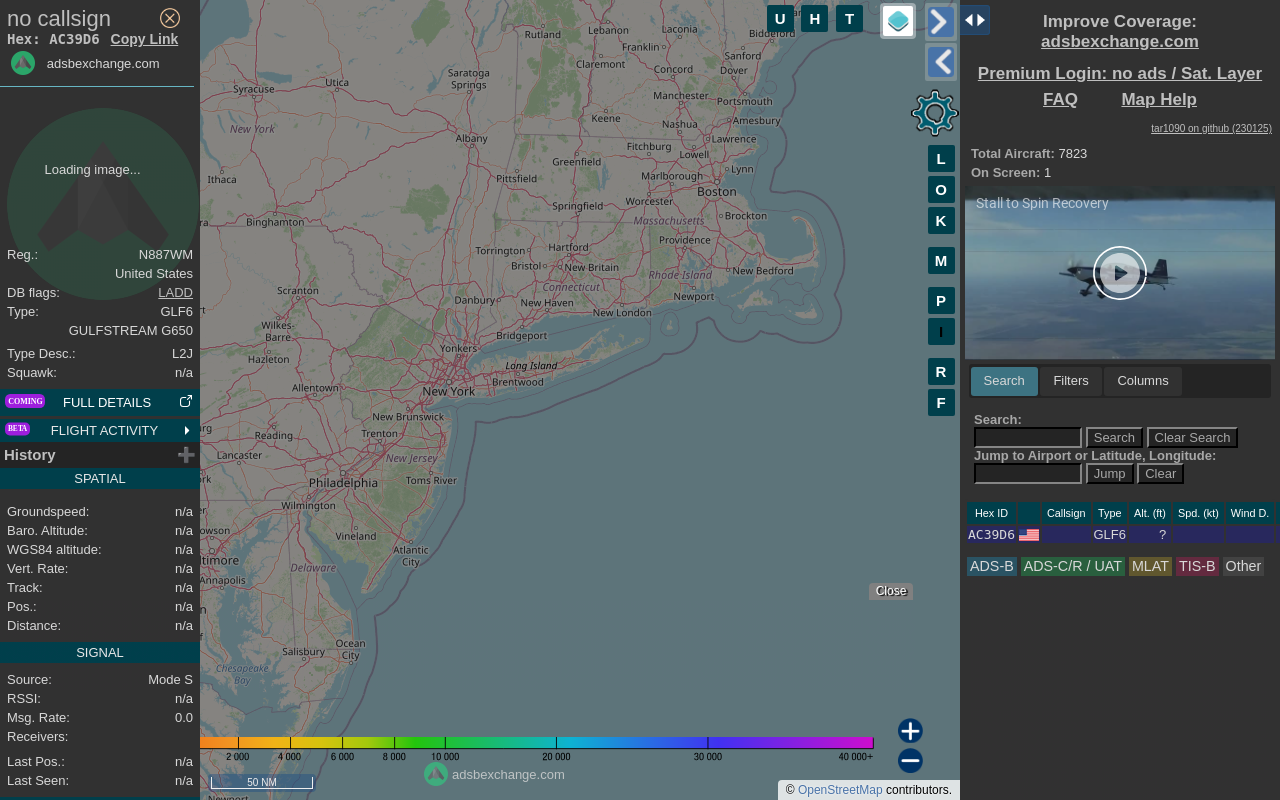 no callsign
Hex: AC39D6 Copy Link
adsbexchange.com
Loading image...
Reg.: N887WM
United States
DB flags: LADD
Type: GLF6
GULFSTREAM G650
Type Desc.: L2J
Squawk: n/a
COMING FULL DETAILS
BETA FLIGHT ACTIVITY
History
SPATIAL
Groundspeed: n/a
Baro. Altitude: n/a
WGS84 altitude: n/a
Vert. Rate: n/a
Track: n/a
Pos.: n/a
Distance: n/a
SIGNAL
Source: Mode S
RSSI: n/a
Msg. Rate: 0.0
Receivers:
Last Pos.: n/a
Last Seen: n/a
U H T
L
O
K
M
P
I
R
F
Rutland
Lebanon
Laconia
Biddeford
Franklin
Sanford
Claremont
Concord
Dover
Saratoga
Springs
Utica
Syracuse
Manchester
Portsmouth
Keene
Amesbury
New York
Nashua
Albany
Lawrence
Fitchburg
Greenfield
Lowell
Lynn
Ithaca
Pittsfield
Marlborough
Boston
Worcester
Springfield
Binghamton
Massachusetts
Brockton
Torrington
Hartford
Providence
Bristol
New Britain
Rhode Island
New Bedford
Connecticut
Scranton
Danbury
New Haven
Newport
New London
Wilkes-
Barre
Bridgeport
Yonkers
Hazleton
Long Island
Allentown
New York
Brentwood
New Brunswick
Reading
Trenton
Lancaster
New Jersey
Toms River
Philadelphia
Wilmington
Vineland
Atlantic
City
Annapolis
Delaware
Ocean
City
Salisbury
Chesapeake
Bay
Close
2 000 4 000 6 000 8 000 10 000 20 000 30 000 40 000+
adsbexchange.com
50 NM
© OpenStreetMap contributors.
Improve Coverage:
adsbexchange.com
Premium Login: no ads / Sat. Layer
FAQ Map Help
tar1090 on github (230125)
Total Aircraft: 7823
On Screen: 1
Stall to Spin Recovery
Search Filters Columns
Search:
Search Clear Search
Jump to Airport or Latitude, Longitude:
Jump Clear
Hex ID Callsign Type Alt. (ft) Spd. (kt) Wind D.
AC39D6 GLF6 ?
ADS-B ADS-C/R / UAT MLAT TIS-B Other